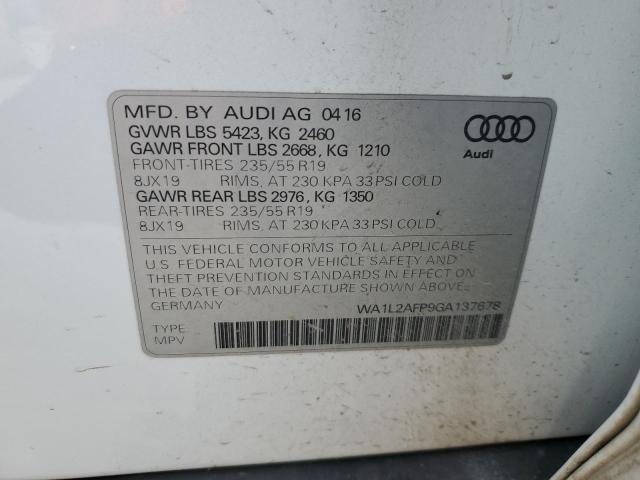 MFD. BY AUDI AG 04 16
GVWR LBS 5423, KG 2460
GAWR FRONT LBS 2668, KG 1210
FRONT-TIRES 235/55 R19
8JX19 RIMS, AT 230 KPA 33 PSI COLD
GAWR REAR LBS 2976, KG 1350
REAR-TIRES 235/55 R19
8JX19 RIMS, AT 230 KPA 33 PSI COLD
Audi
THIS VEHICLE CONFORMS TO ALL APPLICABLE
U.S. FEDERAL MOTOR VEHICLE SAFETY AND
THEFT PREVENTION STANDARDS IN EFFECT ON
THE DATE OF MANUFACTURE SHOWN ABOVE
GERMANY WA1L2AFP9GA137678
TYPE
MPV